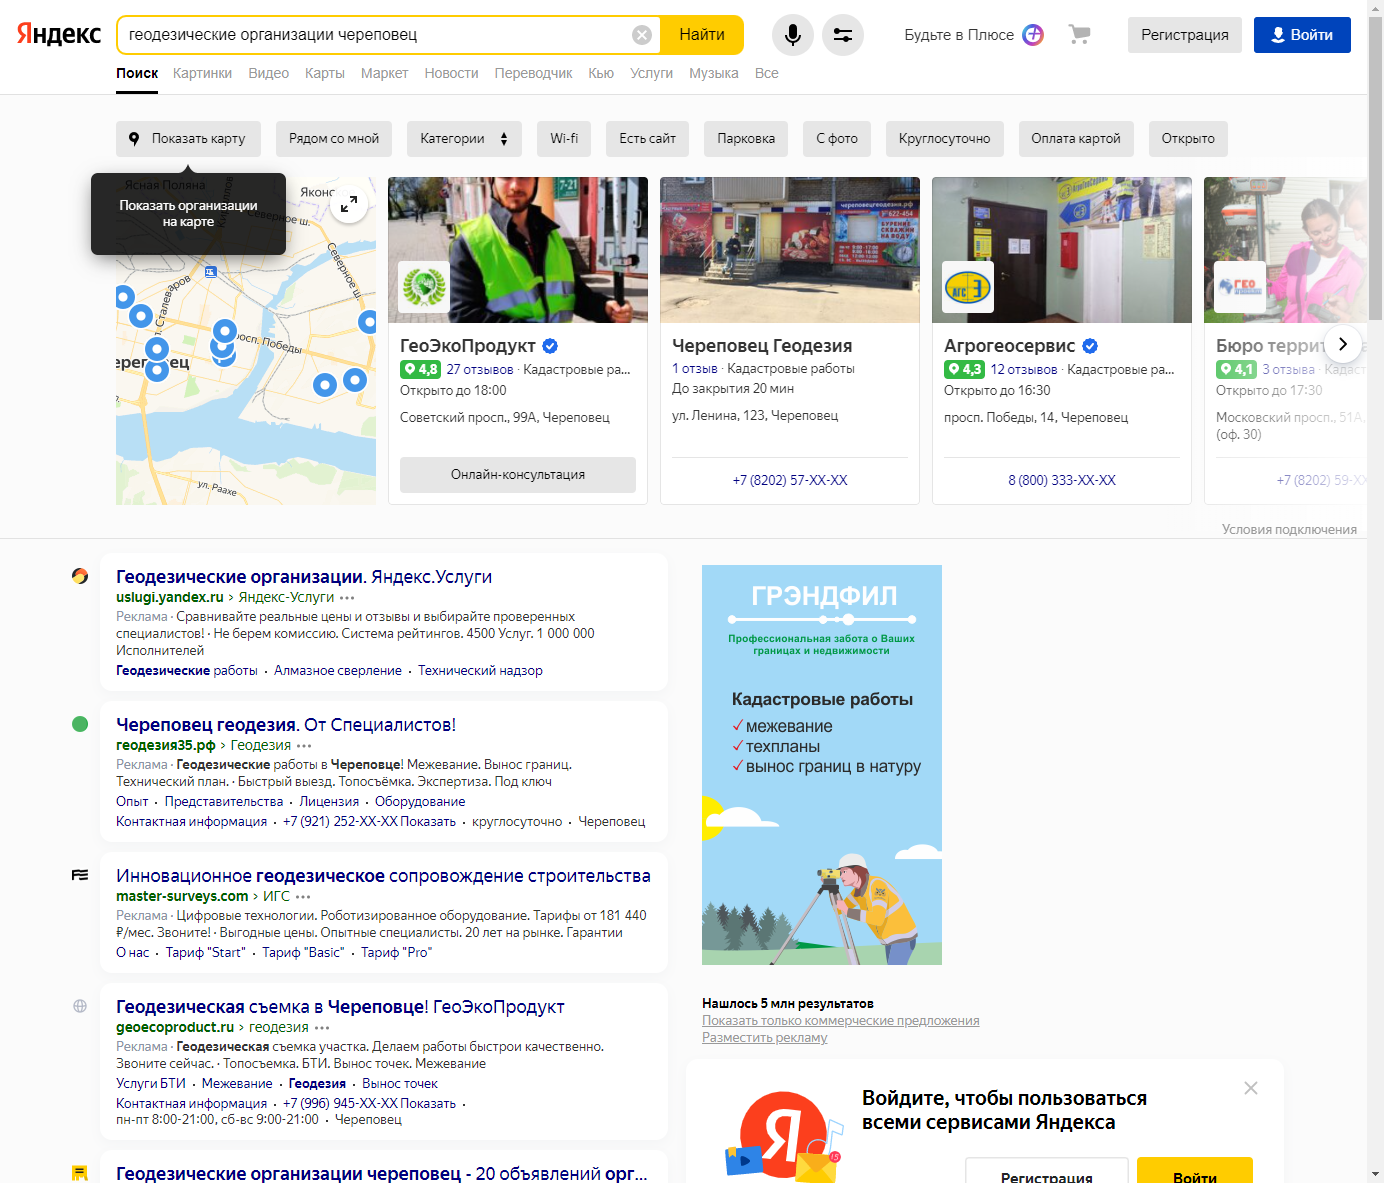 Яндекс
геодезические организации череповец
Найти
Будьте в Плюсе
Регистрация
Войти
Поиск Картинки Видео Карты Маркет Новости Переводчик Кью Услуги Музыка Все
Показать карту
Рядом со мной
Категории
Wi-fi
Есть сайт
Парковка
С фото
Круглосуточно
Оплата картой
Открыто
Показать организации
на карте
Ясная Поляна
Северное ш.
Северное ш.
просп. Победы
ул. Раахе
ГеоЭкоПродукт
4,8 27 отзывов · Кадастровые ра...
Открыто до 18:00
Советский просп., 99А, Череповец
Онлайн-консультация
череповецгеодезия.рф
622-454
БУРЕНИЕ
СКВАЖИН
НА ВОДУ
Череповец Геодезия
1 отзыв · Кадастровые работы
До закрытия 20 мин
ул. Ленина, 123, Череповец
+7 (8202) 57-XX-XX
АГС
Агрогеосервис
4,3 12 отзывов · Кадастровые ра...
Открыто до 16:30
просп. Победы, 14, Череповец
8 (800) 333-XX-XX
ГЕО
Бюро террит
4,1 3 отзыва · Кадаст
Открыто до 17:30
Московский просп., 51А,
(оф. 30)
+7 (8202) 59-XX
Условия подключения
Геодезические организации. Яндекс.Услуги
uslugi.yandex.ru › Яндекс-Услуги
Реклама · Сравнивайте реальные цены и отзывы и выбирайте проверенных
специалистов! · Не берем комиссию. Система рейтингов. 4500 Услуг. 1 000 000
Исполнителей
Геодезические работы · Алмазное сверление · Технический надзор
Череповец геодезия. От Специалистов!
геодезия35.рф › Геодезия
Реклама · Геодезические работы в Череповце! Межевание. Вынос границ.
Технический план. · Быстрый выезд. Топосъёмка. Экспертиза. Под ключ
Опыт · Представительства · Лицензия · Оборудование
Контактная информация · +7 (921) 252-XX-XX Показать · круглосуточно · Череповец
Инновационное геодезическое сопровождение строительства
master-surveys.com › ИГС
Реклама · Цифровые технологии. Роботизированное оборудование. Тарифы от 181 440
₽/мес. Звоните! · Выгодные цены. Опытные специалисты. 20 лет на рынке. Гарантии
О нас · Тариф "Start" · Тариф "Basic" · Тариф "Pro"
Геодезическая съемка в Череповце! ГеоЭкоПродукт
geoecoproduct.ru › геодезия
Реклама · Геодезическая съемка участка. Делаем работы быстрои качественно.
Звоните сейчас. · Топосъемка. БТИ. Вынос точек. Межевание
Услуги БТИ · Межевание · Геодезия · Вынос точек
Контактная информация · +7 (996) 945-XX-XX Показать ·
пн-пт 8:00-21:00, сб-вс 9:00-21:00 · Череповец
Геодезические организации череповец - 20 объявлений орг...
ГРЭНДФИЛ
Профессиональная забота о Ваших
границах и недвижимости
Кадастровые работы
межевание
техпланы
вынос границ в натуру
Нашлось 5 млн результатов
Показать только коммерческие предложения
Разместить рекламу
Войдите, чтобы пользоваться
всеми сервисами Яндекса
Регистрация
Войти